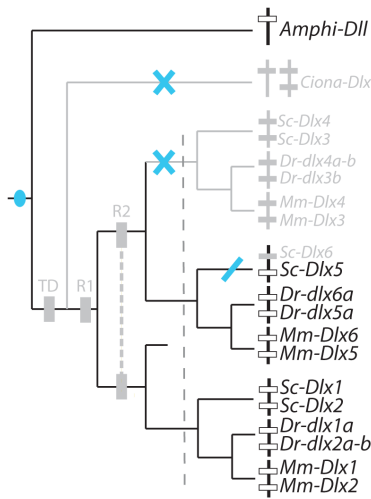 Amphi-Dll
Ciona-Dlx
Sc-Dlx4
Sc-Dlx3
Dr-dlx4a-b
Dr-dlx3b
Mm-Dlx4
Mm-Dlx3
R2
Sc-Dlx6
Sc-Dlx5
TD R1
Dr-dlx6a
Dr-dlx5a
Mm-Dlx6
Mm-Dlx5
Sc-Dlx1
Sc-Dlx2
Dr-dlx1a
Dr-dlx2a-b
Mm-Dlx1
Mm-Dlx2